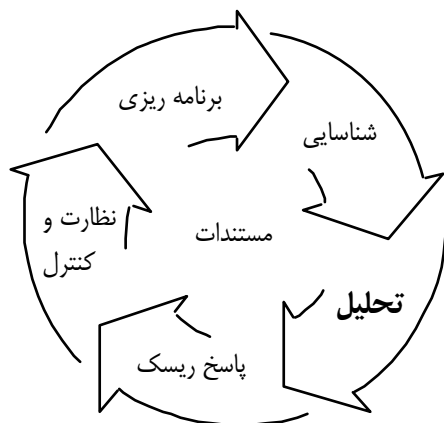 برنامه ریزی
شناسایی
تحلیل
پاسخ ریسک
نظارت و
کنترل
مستندات